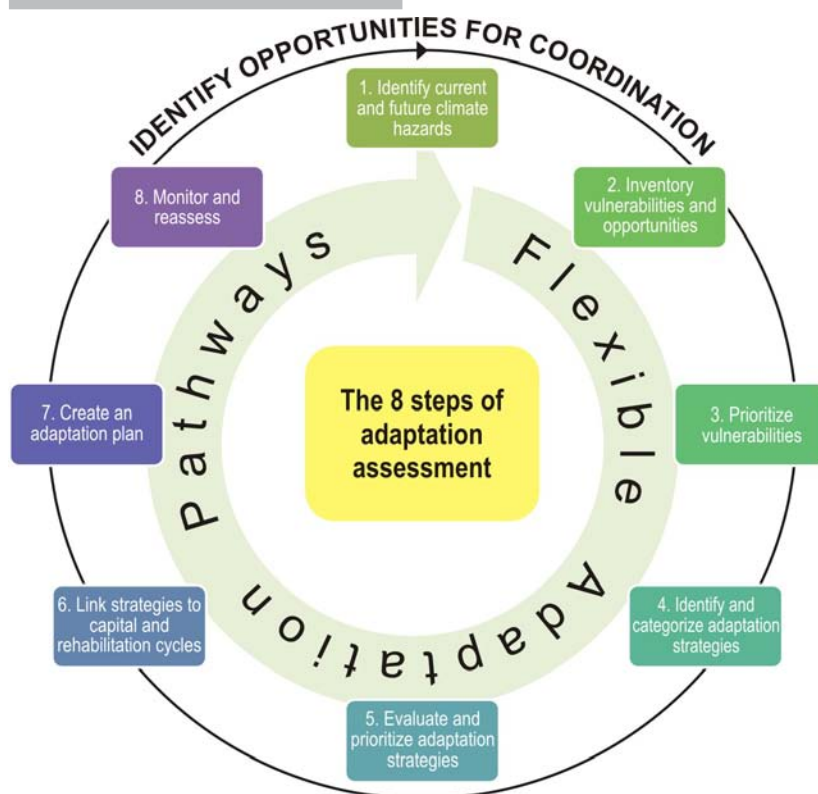 IDENTIFY OPPORTUNITIES FOR COORDINATION
1. Identify current
and future climate
hazards
2. Inventory
vulnerabilities and
opportunities
3. Prioritize
vulnerabilities
4. Identify and
categorize adaptation
strategies
5. Evaluate and
prioritize adaptation
strategies
6. Link strategies to
capital and
rehabilitation cycles
7. Create an
adaptation plan
8. Monitor and
reassess
Flexible Adaptation Pathways
The 8 steps of
adaptation
assessment